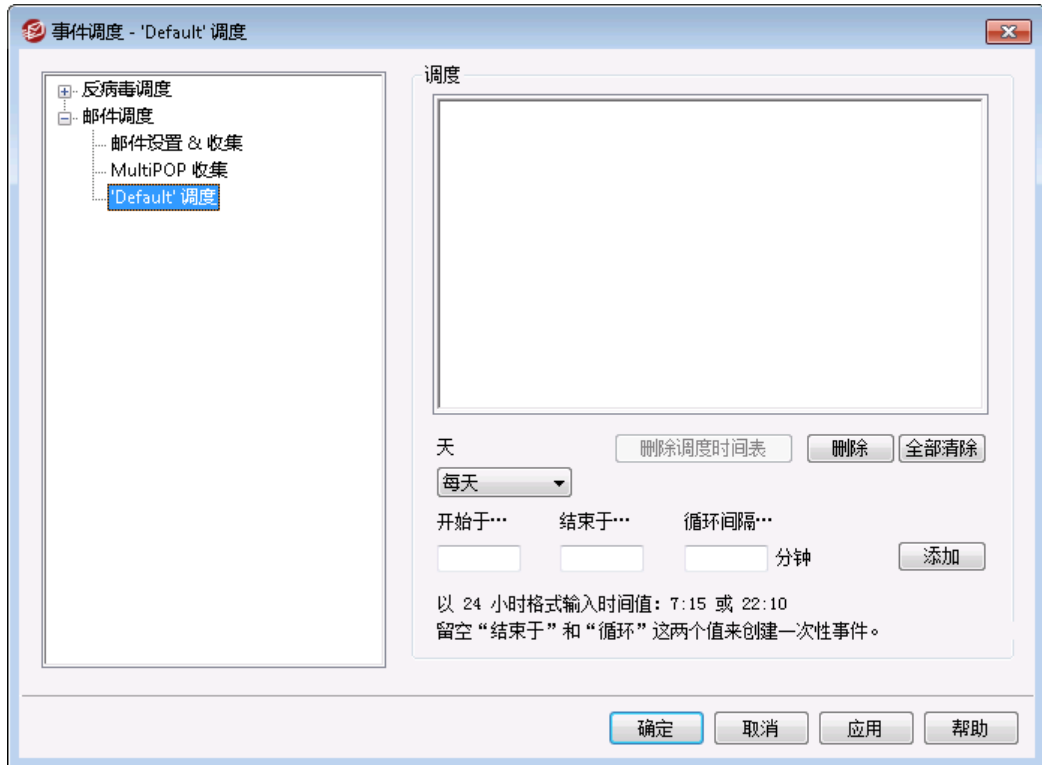 事件调度 - 'Default' 调度
反病毒调度
邮件调度
邮件设置 & 收集
MultiPOP 收集
'Default' 调度
调度
天
删除调度时间表
删除
全部清除
每天
开始于…
结束于…
循环间隔…
分钟
添加
以 24 小时格式输入时间值：7:15 或 22:10
留空“结束于”和“循环”这两个值来创建一次性事件。
确定
取消
应用
帮助